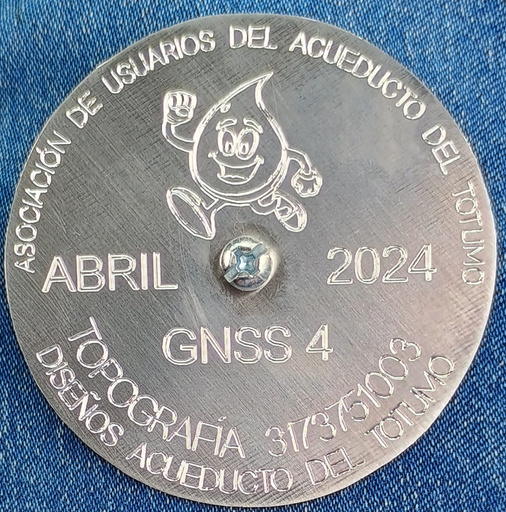 ASOCIACIÓN DE USUARIOS DEL ACUEDUCTO DEL TOTUMO
ABRIL 2024
GNSS 4
TOPOGRAFÍA 3173751003
DISEÑOS ACUEDUCTO DEL TOTUMO